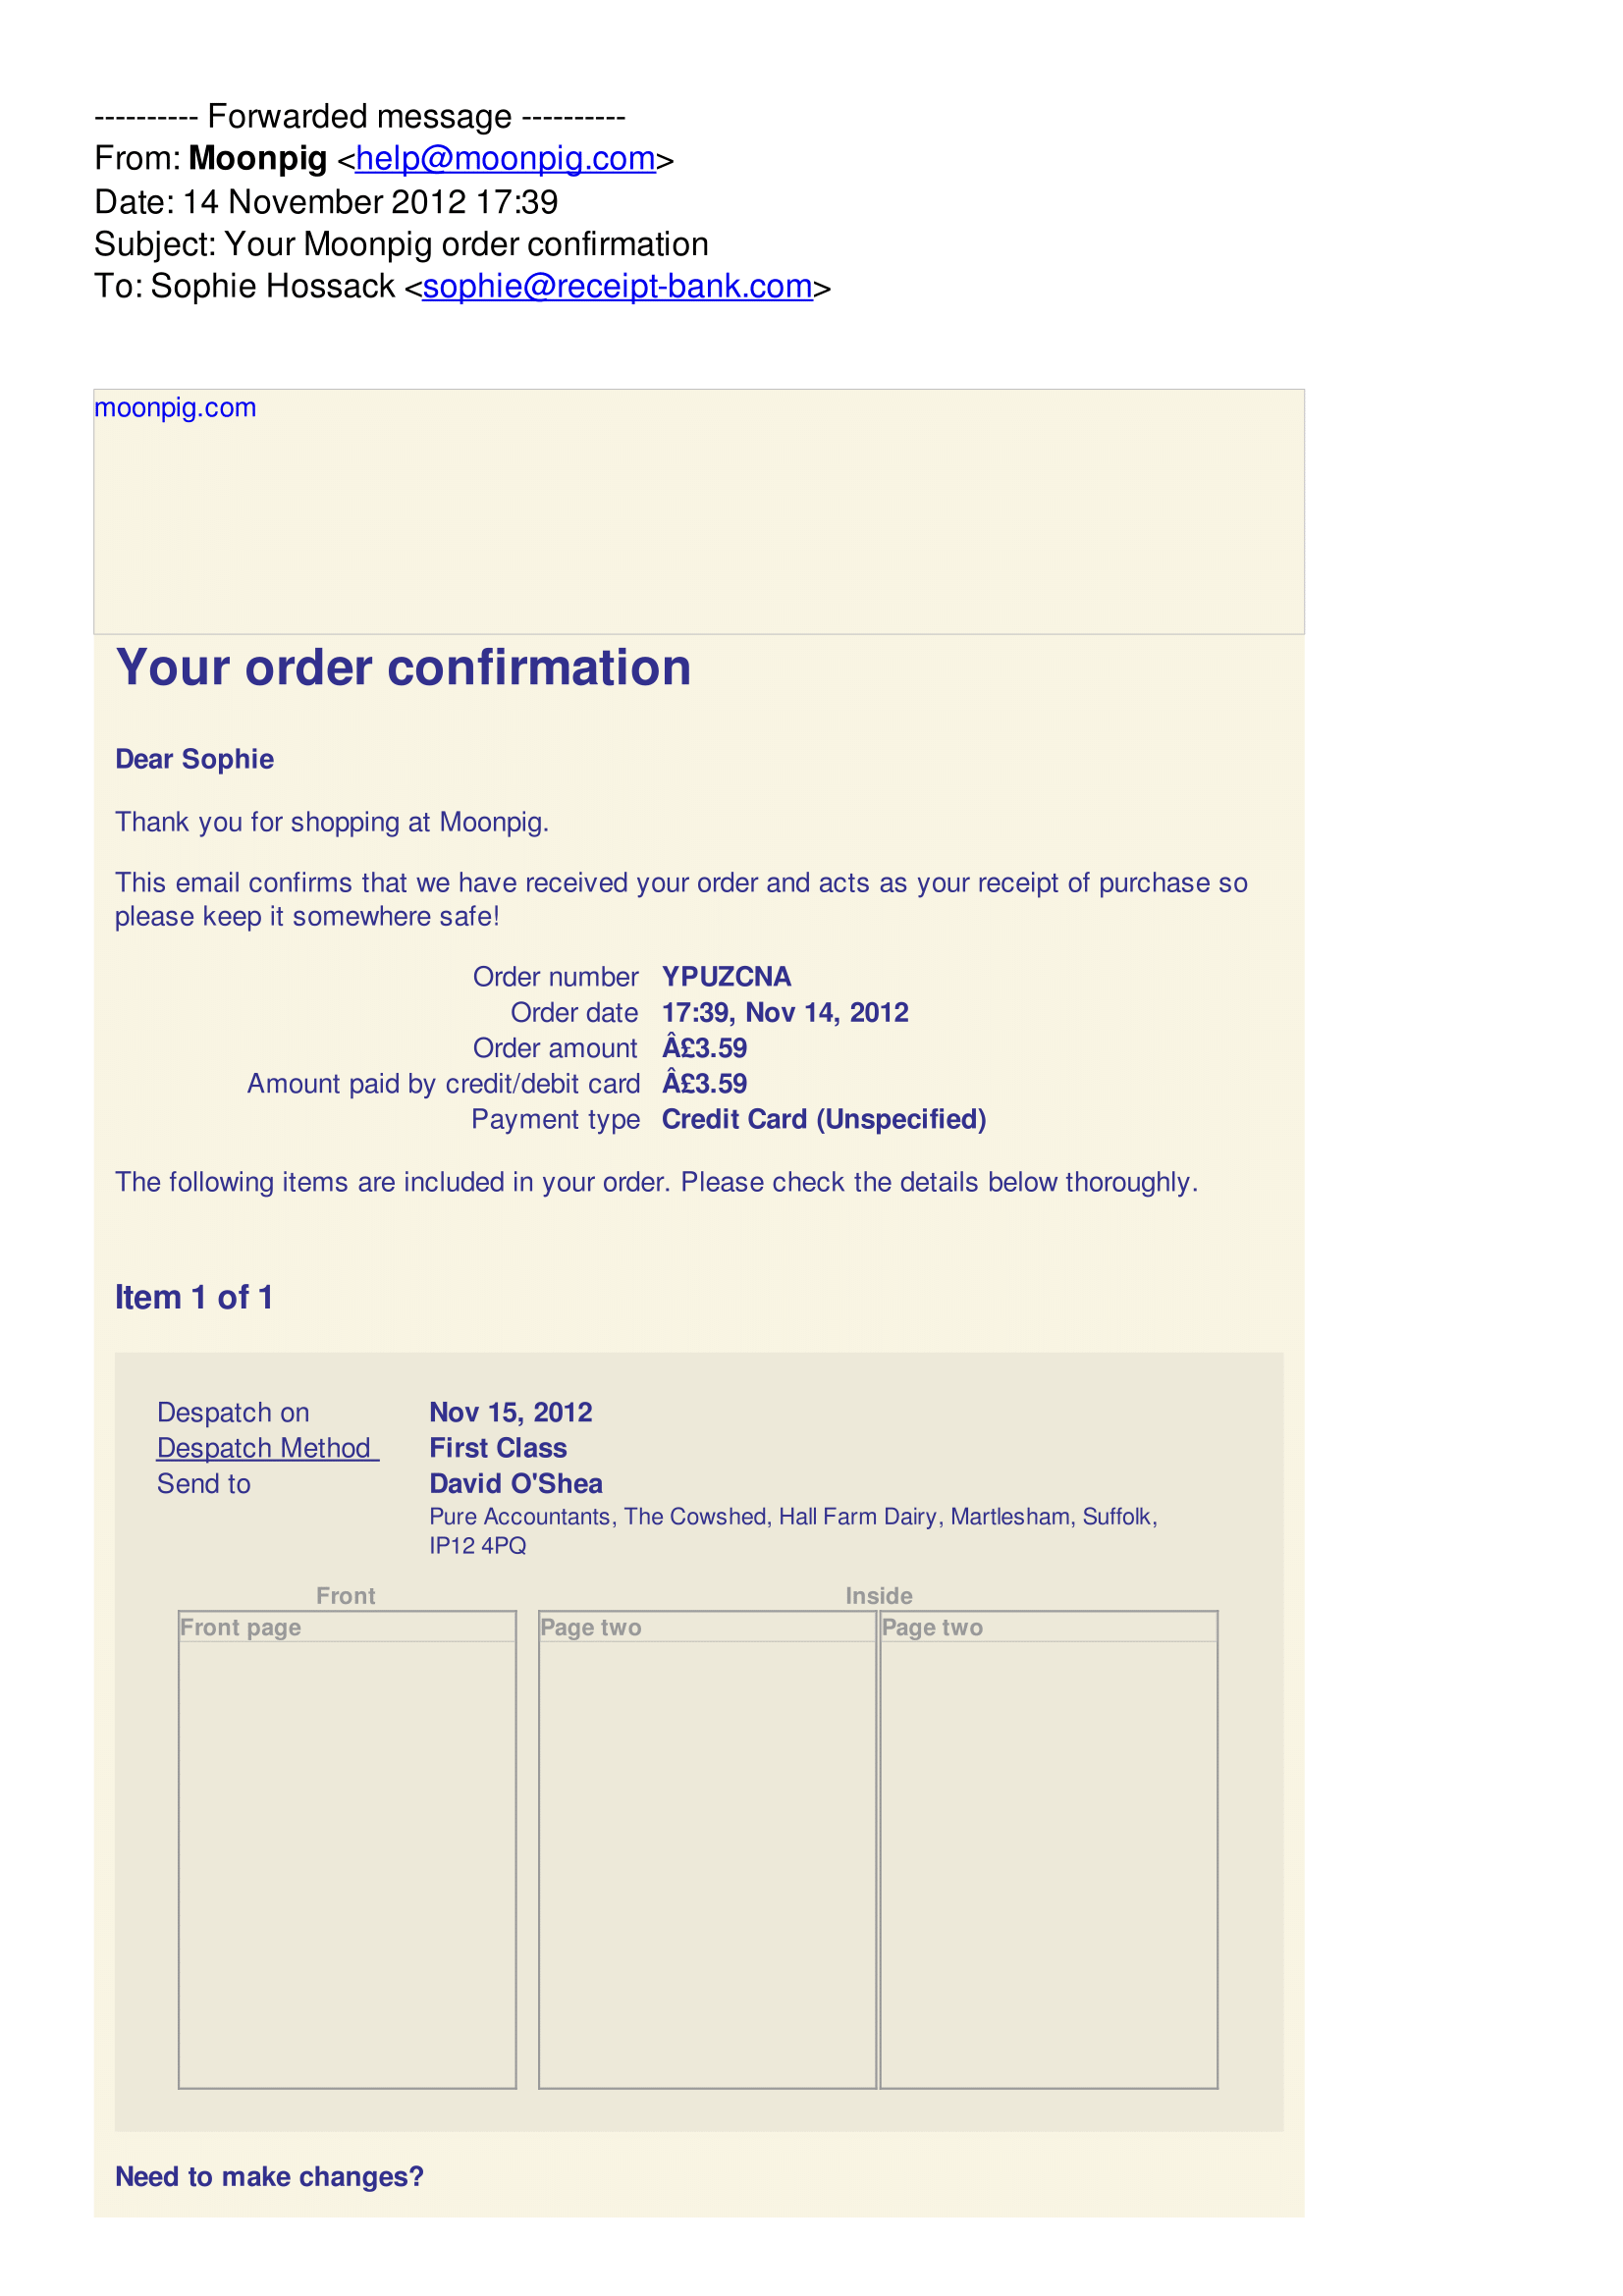 ---------- Forwarded message ----------
From: Moonpig <help@moonpig.com>
Date: 14 November 2012 17:39
Subject: Your Moonpig order confirmation
To: Sophie Hossack <sophie@receipt-bank.com>
moonpig.com
Your order confirmation
Dear Sophie
Thank you for shopping at Moonpig.
This email confirms that we have received your order and acts as your receipt of purchase so
please keep it somewhere safe!
Order number YPUZCNA
Order date 17:39, Nov 14, 2012
Order amount Â£3.59
Amount paid by credit/debit card Â£3.59
Payment type Credit Card (Unspecified)
The following items are included in your order. Please check the details below thoroughly.
Item 1 of 1
Despatch on Nov 15, 2012
Despatch Method First Class
Send to David O'Shea
Pure Accountants, The Cowshed, Hall Farm Dairy, Martlesham, Suffolk,
IP12 4PQ
Front Inside
Front page Page two Page two
Need to make changes?